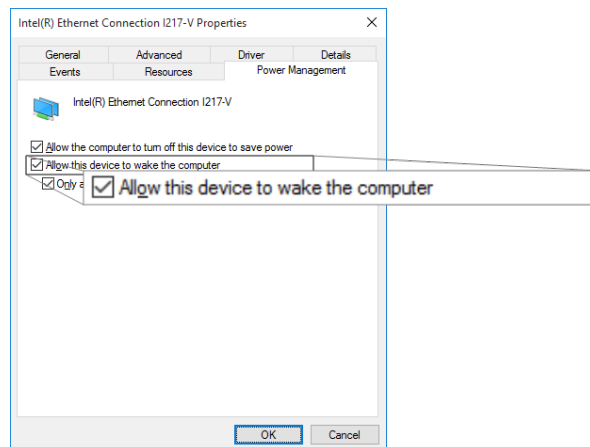 Intel(R) Ethernet Connection I217-V Properties
General Advanced Driver Details
Events Resources Power Management
Intel(R) Ethernet Connection I217-V
Allow the computer to turn off this device to save power
Allow this device to wake the computer
Only a
Allow this device to wake the computer
OK Cancel